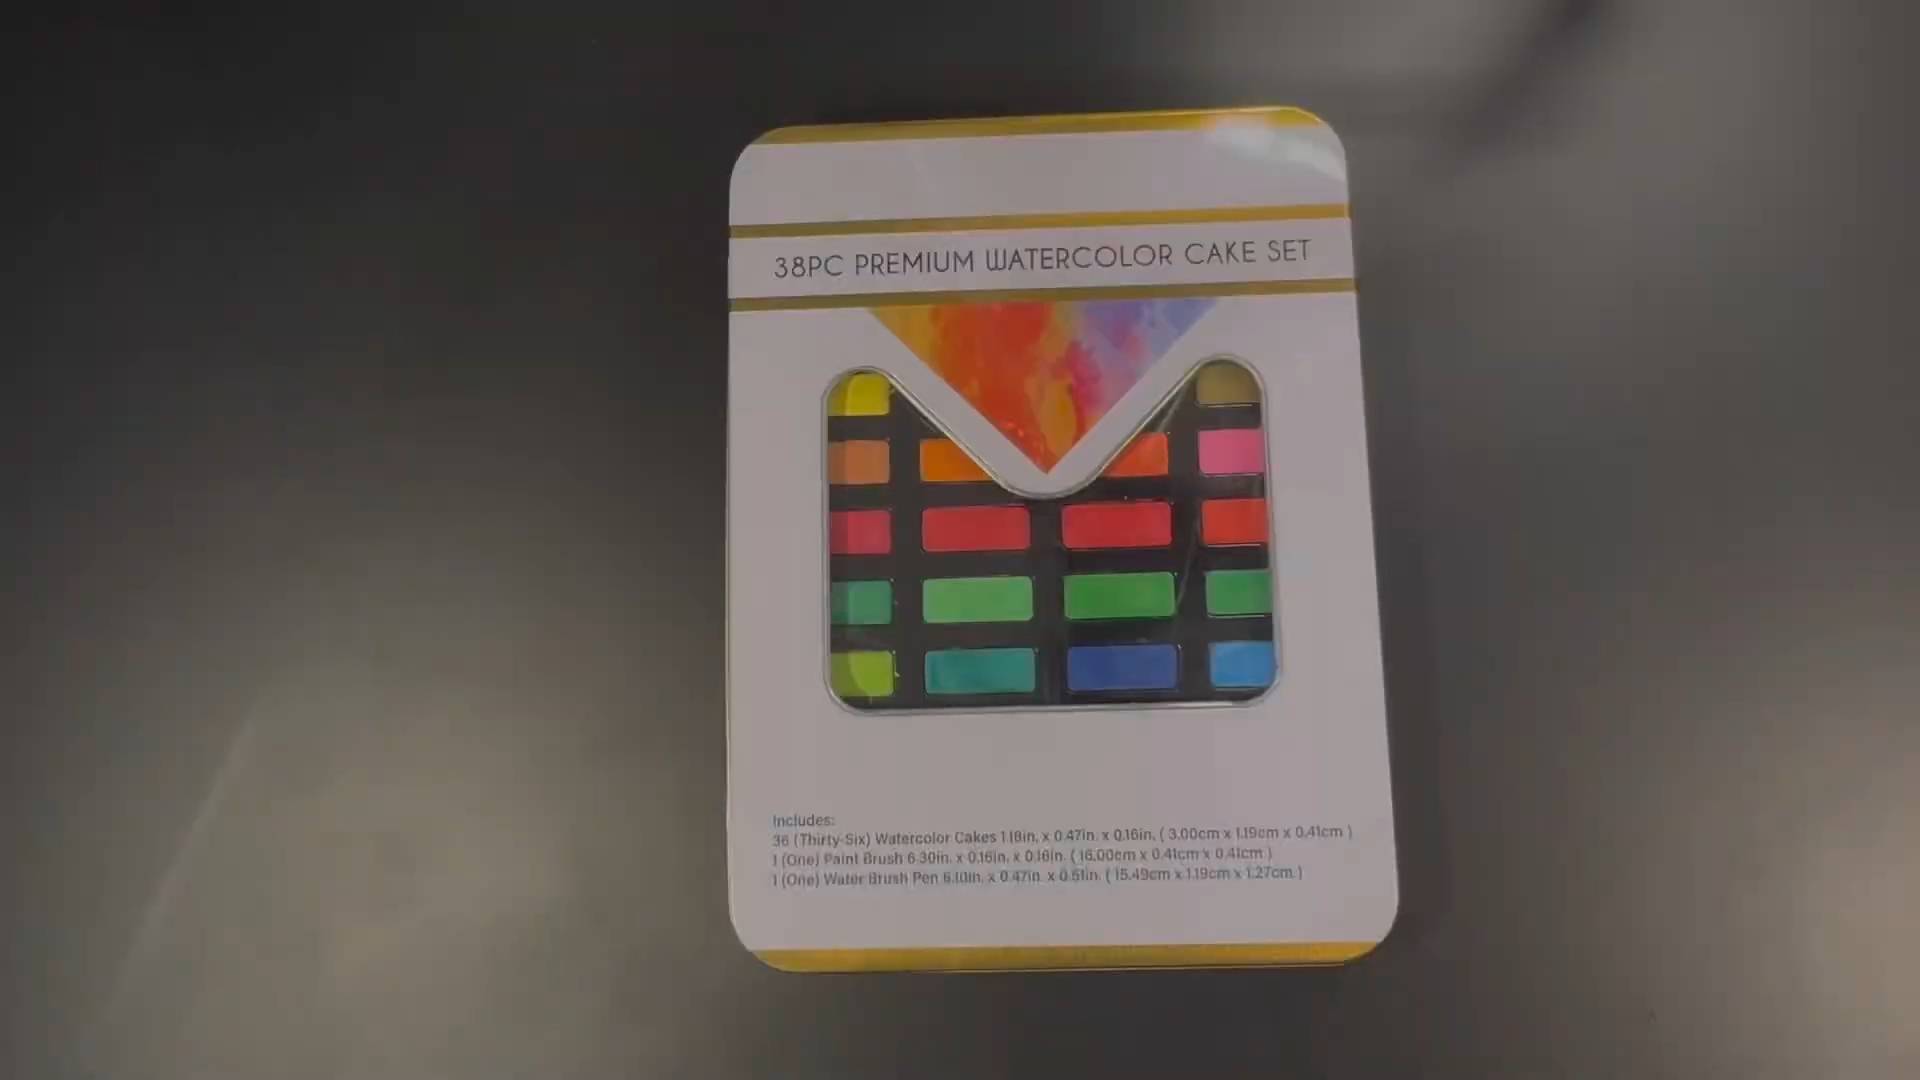 38PC PREMIUM WATERCOLOR CAKE SET
Includes:
36 (Thirty-Six) Watercolor Cakes 1.18in. x 0.47in. x 0.16in. ( 3.00cm x 1.19cm x 0.41cm )
1 (One) Paint Brush 6.30in. x 0.16in. x 0.16in. ( 16.00cm x 0.41cm x 0.41cm )
1 (One) Water Brush Pen 6.10in. x 0.47in. x 0.51in. ( 15.49cm x 1.19cm x 1.27cm )